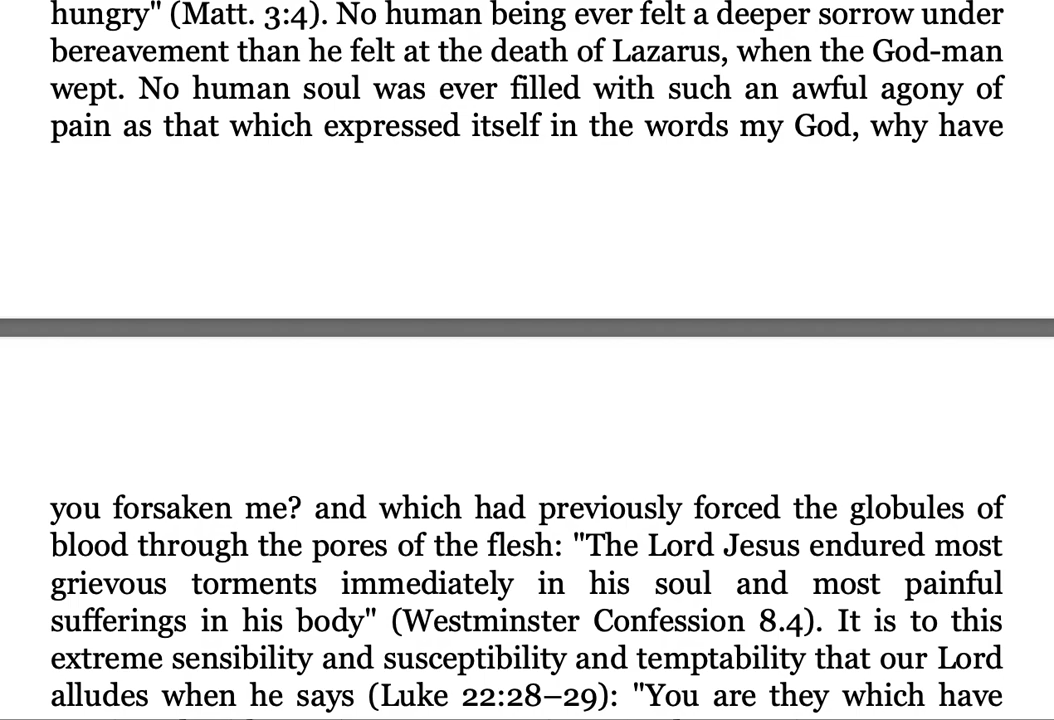 hungry" (Matt. 3:4). No human being ever felt a deeper sorrow under
bereavement than he felt at the death of Lazarus, when the God-man
wept. No human soul was ever filled with such an awful agony of
pain as that which expressed itself in the words my God, why have
you forsaken me? and which had previously forced the globules of
blood through the pores of the flesh: "The Lord Jesus endured most
grievous torments immediately in his soul and most painful
sufferings in his body" (Westminster Confession 8.4). It is to this
extreme sensibility and susceptibility and temptability that our Lord
alludes when he says (Luke 22:28–29): "You are they which have